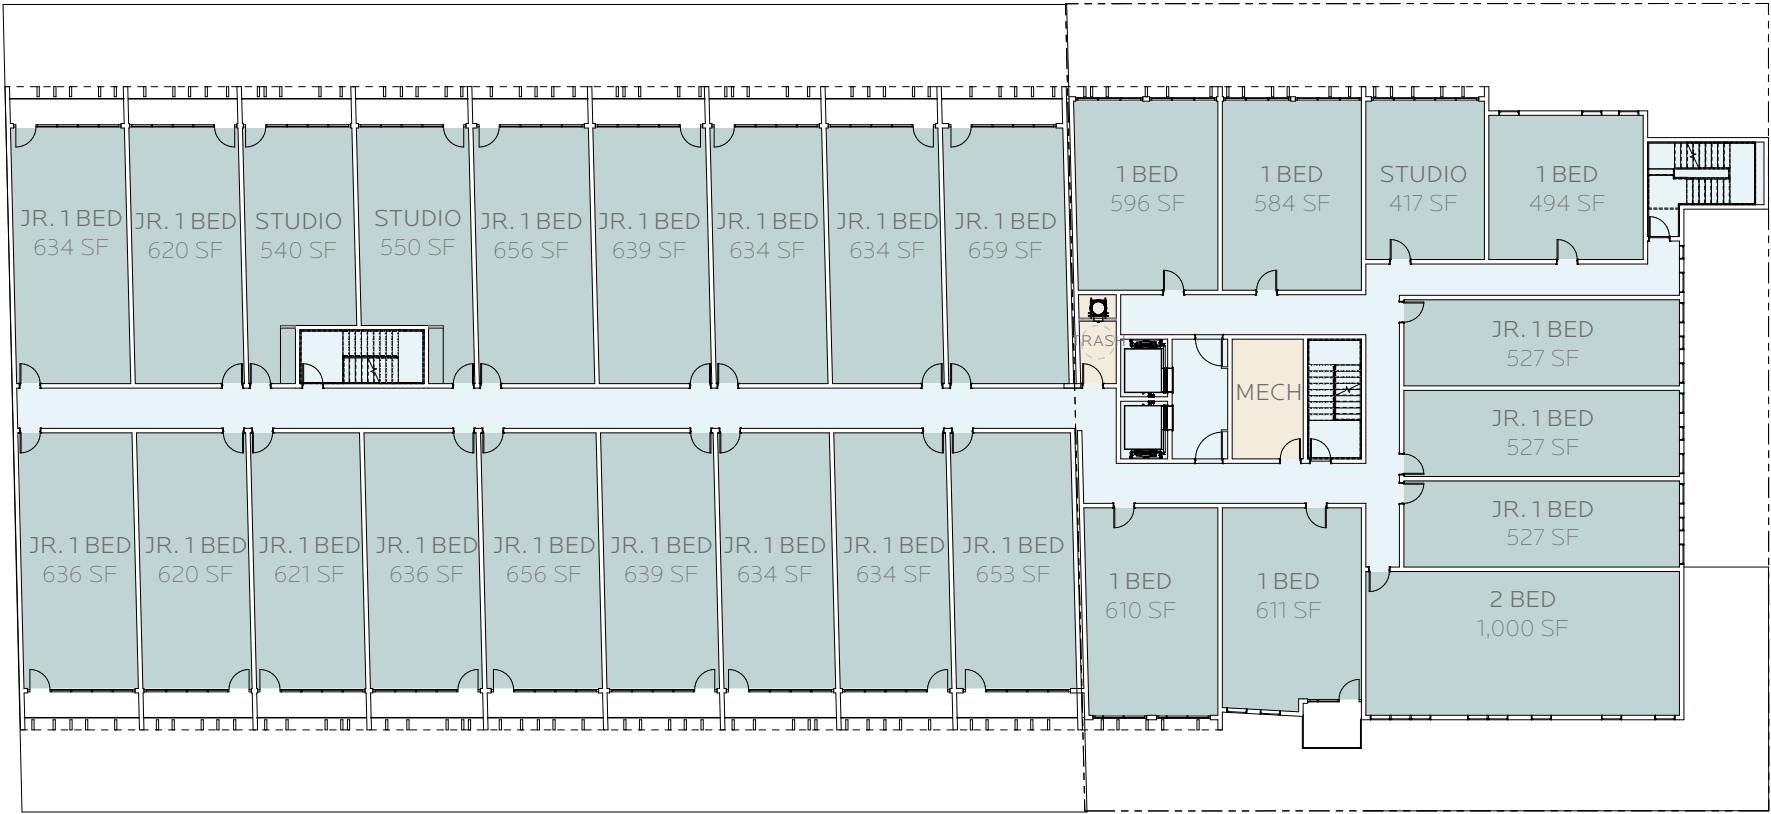 JR. 1 BED
634 SF
JR. 1 BED
620 SF
STUDIO
540 SF
STUDIO
550 SF
JR. 1 BED
656 SF
JR. 1 BED
639 SF
JR. 1 BED
634 SF
JR. 1 BED
634 SF
JR. 1 BED
659 SF
1 BED
596 SF
1 BED
584 SF
STUDIO
417 SF
1 BED
494 SF
TRASH
MECH
JR. 1 BED
527 SF
JR. 1 BED
527 SF
JR. 1 BED
527 SF
JR. 1 BED
636 SF
JR. 1 BED
620 SF
JR. 1 BED
621 SF
JR. 1 BED
636 SF
JR. 1 BED
656 SF
JR. 1 BED
639 SF
JR. 1 BED
634 SF
JR. 1 BED
634 SF
JR. 1 BED
653 SF
1 BED
610 SF
1 BED
611 SF
2 BED
1,000 SF